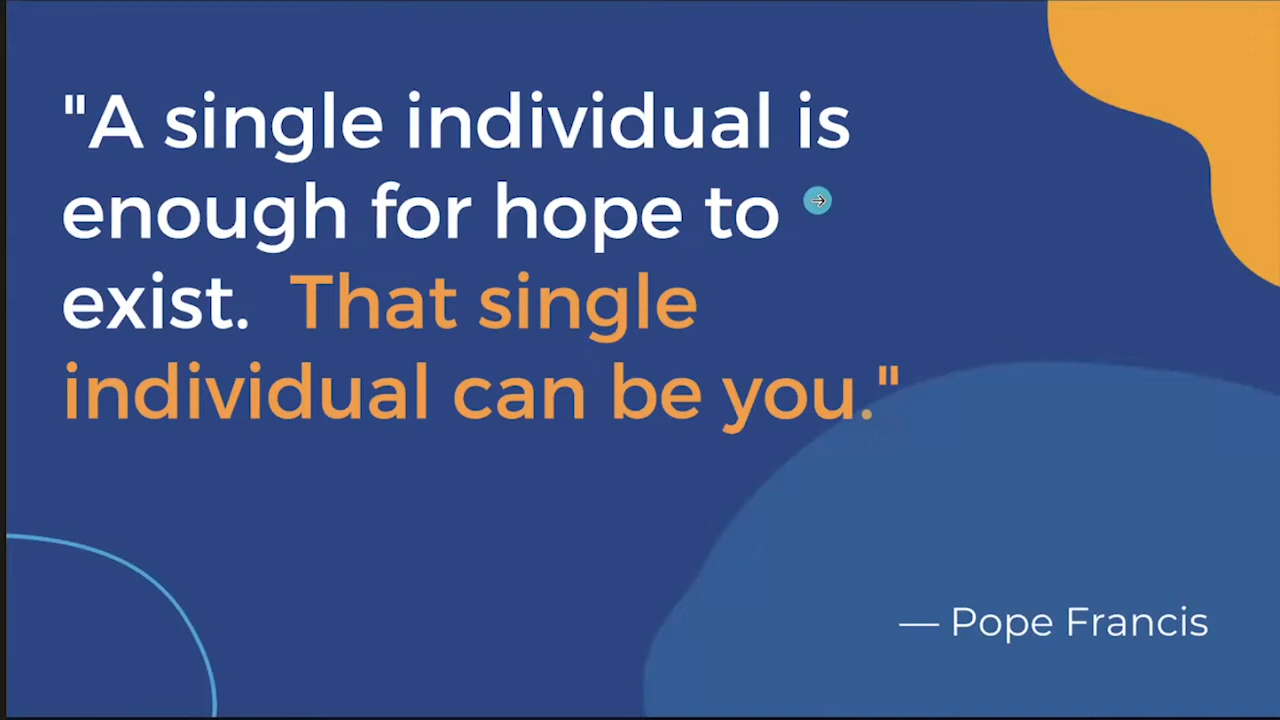 "A single individual is
enough for hope to
exist.  That single
individual can be you."
— Pope Francis